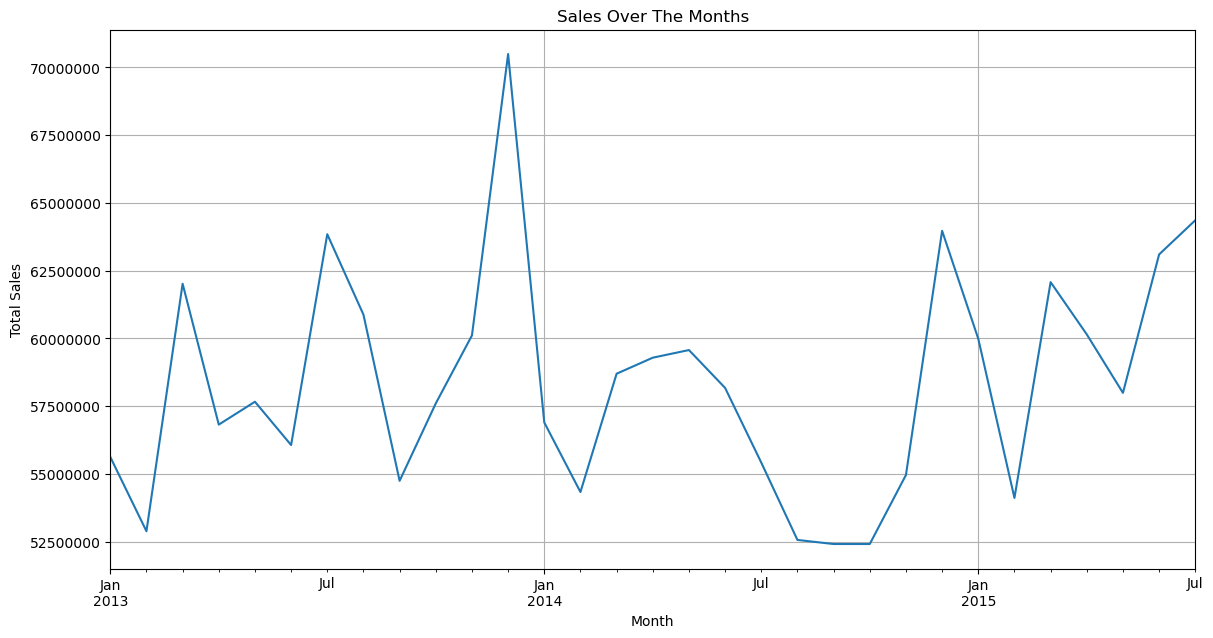 Sales Over The Months
Total Sales
70000000
67500000
65000000
62500000
60000000
57500000
55000000
52500000
Jan
2013
Jul
Jan
2014
Jul
Jan
2015
Jul
Month